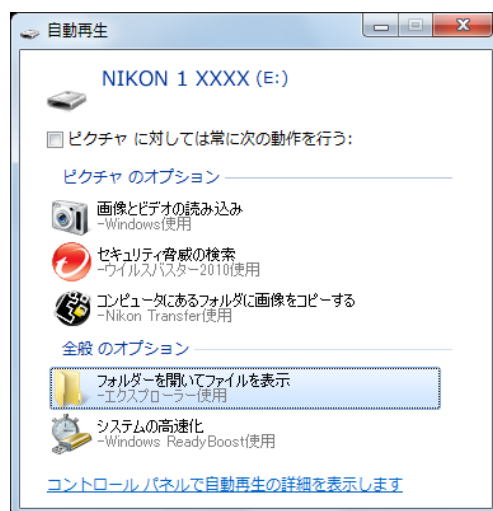 自動再生
NIKON 1 XXXX (E:)
ピクチャ に対しては常に次の動作を行う:
ピクチャ のオプション
画像とビデオの読み込み
-Windows使用
セキュリティ脅威の検索
-ウイルスバスター2010使用
コンピュータにあるフォルダに画像をコピーする
-Nikon Transfer使用
全般 のオプション
フォルダーを開いてファイルを表示
-エクスプローラー使用
システムの高速化
-Windows ReadyBoost使用
コントロール パネルで自動再生の詳細を表示します